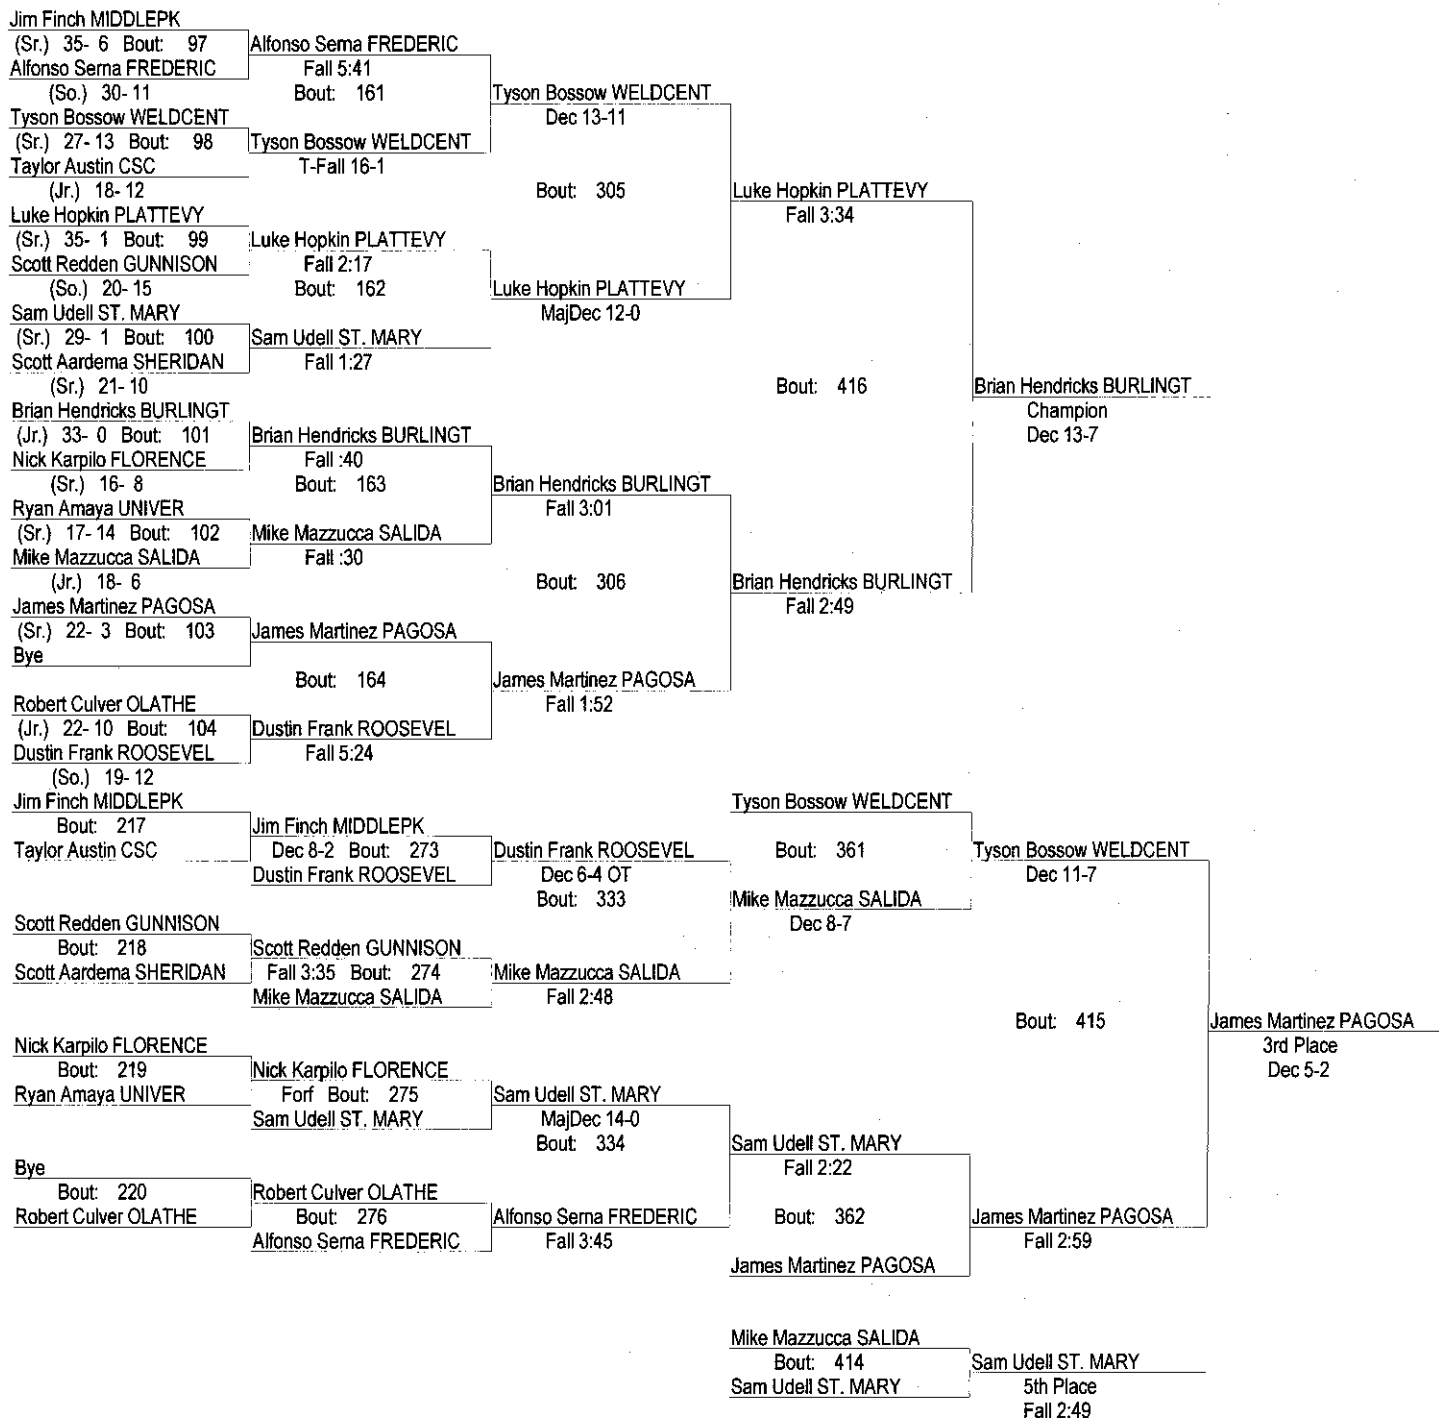 Jim Finch MIDDLEPK
(Sr.) 35- 6 Bout: 97
Alfonso Serna FREDERIC
(So.) 30- 11
Tyson Bossow WELDCENT
(Sr.) 27- 13 Bout: 98
Taylor Austin CSC
(Jr.) 18- 12
Luke Hopkin PLATTEVY
(Sr.) 35- 1 Bout: 99
Scott Redden GUNNISON
(So.) 20- 15
Sam Udell ST. MARY
(Sr.) 29- 1 Bout: 100
Scott Aardema SHERIDAN
(Sr.) 21- 10
Brian Hendricks BURLINGT
(Jr.) 33- 0 Bout: 101
Nick Karpilo FLORENCE
(Sr.) 16- 8
Ryan Amaya UNIVER
(Sr.) 17- 14 Bout: 102
Mike Mazzucca SALIDA
(Jr.) 18- 6
James Martinez PAGOSA
(Sr.) 22- 3 Bout: 103
Bye
Robert Culver OLATHE
(Jr.) 22- 10 Bout: 104
Dustin Frank ROOSEVEL
(So.) 19- 12
Alfonso Serna FREDERIC
Fall 5:41
Bout: 161
Tyson Bossow WELDCENT
T-Fall 16-1
Luke Hopkin PLATTEVY
Fall 2:17
Bout: 162
Sam Udell ST. MARY
Fall 1:27
Brian Hendricks BURLINGT
Fall :40
Bout: 163
Mike Mazzucca SALIDA
Fall :30
James Martinez PAGOSA
Bout: 164
Dustin Frank ROOSEVEL
Fall 5:24
Tyson Bossow WELDCENT
Dec 13-11
Bout: 305
Luke Hopkin PLATTEVY
MajDec 12-0
Brian Hendricks BURLINGT
Fall 3:01
Bout: 306
James Martinez PAGOSA
Fall 1:52
Luke Hopkin PLATTEVY
Fall 3:34
Bout: 416
Brian Hendricks BURLINGT
Fall 2:49
Brian Hendricks BURLINGT
Champion
Dec 13-7
Jim Finch MIDDLEPK
Bout: 217
Taylor Austin CSC
Scott Redden GUNNISON
Bout: 218
Scott Aardema SHERIDAN
Nick Karpilo FLORENCE
Bout: 219
Ryan Amaya UNIVER
Bye
Bout: 220
Robert Culver OLATHE
Jim Finch MIDDLEPK
Dec 8-2 Bout: 273
Dustin Frank ROOSEVEL
Scott Redden GUNNISON
Fall 3:35 Bout: 274
Mike Mazzucca SALIDA
Nick Karpilo FLORENCE
Forf Bout: 275
Sam Udell ST. MARY
Robert Culver OLATHE
Bout: 276
Alfonso Serna FREDERIC
Dustin Frank ROOSEVEL
Dec 6-4 OT
Bout: 333
Mike Mazzucca SALIDA
Fall 2:48
Sam Udell ST. MARY
MajDec 14-0
Bout: 334
Alfonso Serna FREDERIC
Fall 3:45
Tyson Bossow WELDCENT
Bout: 361
Mike Mazzucca SALIDA
Dec 8-7
Sam Udell ST. MARY
Fall 2:22
Bout: 362
James Martinez PAGOSA
Tyson Bossow WELDCENT
Dec 11-7
Bout: 415
James Martinez PAGOSA
Fall 2:59
James Martinez PAGOSA
3rd Place
Dec 5-2
Mike Mazzucca SALIDA
Bout: 414
Sam Udell ST. MARY
Sam Udell ST. MARY
5th Place
Fall 2:49